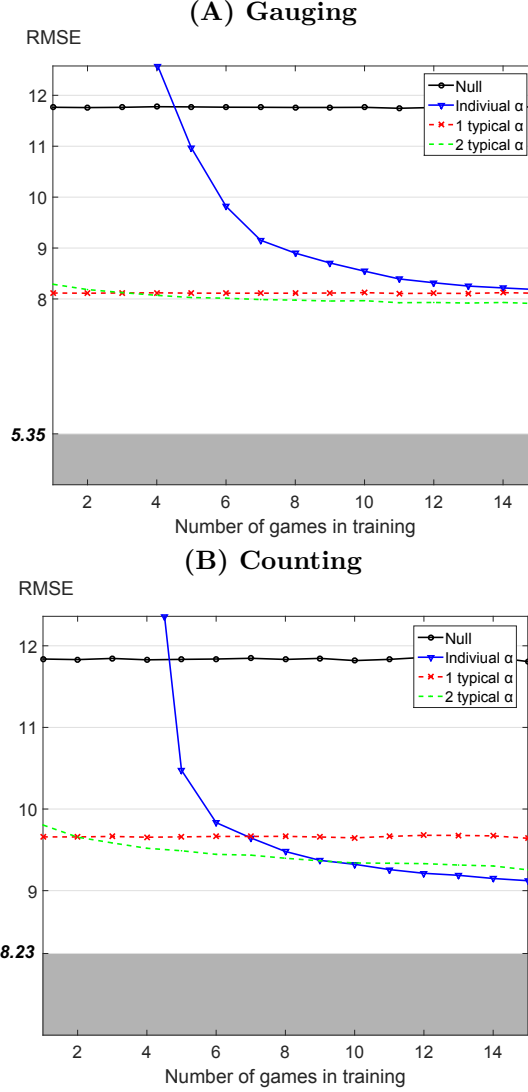 (A) Gauging
RMSE
12
11
10
9
8
5.35
Null
Indiviual α
1 typical α
2 typical α
2 4 6 8 10 12 14
Number of games in training
(B) Counting
RMSE
12
11
10
9
8.23
Null
Indiviual α
1 typical α
2 typical α
2 4 6 8 10 12 14
Number of games in training